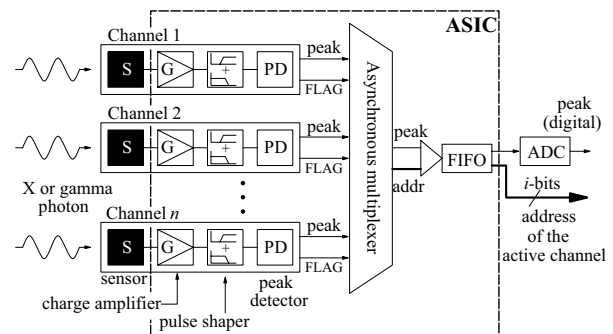 ASIC
Channel 1
S
G
+
PD
peak
FLAG
Channel 2
S
G
+
PD
peak
FLAG
X or gamma
photon
Channel n
S
G
+
PD
peak
FLAG
sensor
charge amplifier
pulse shaper
peak
detector
Asynchronous multiplexer
peak
addr
FIFO
ADC
peak
(digital)
i-bits
address
of the
active channel